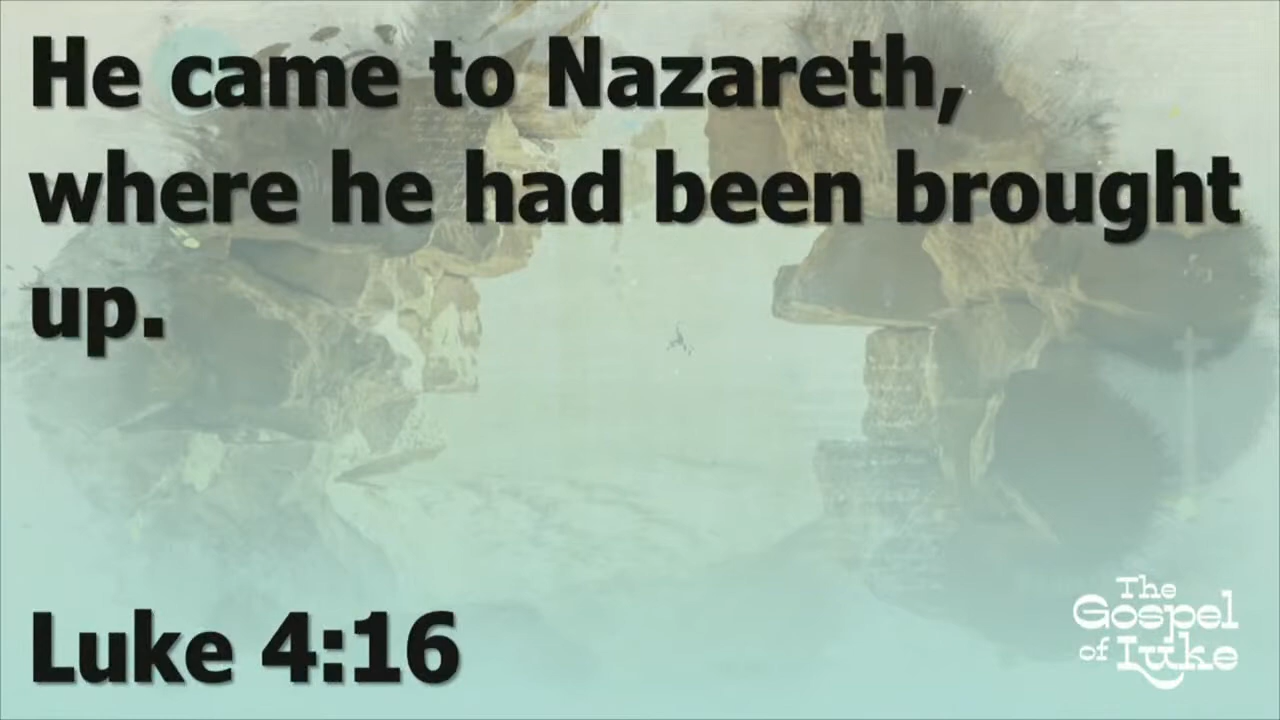 He came to Nazareth,
where he had been brought
up.
Luke 4:16
The
Gospel
of Luke